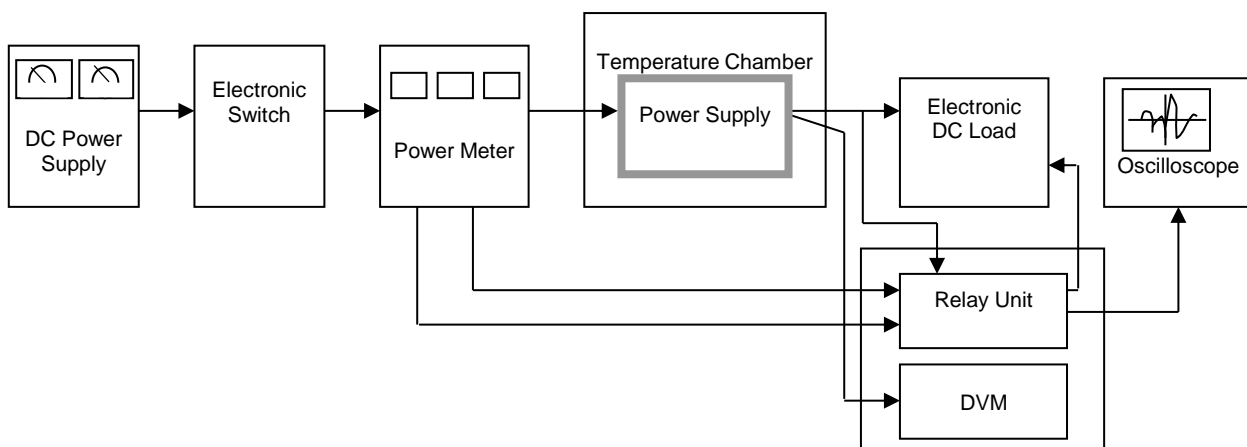 DC Power
Supply
Electronic
Switch
Power Meter
Temperature Chamber
Power Supply
Electronic
DC Load
Oscilloscope
Relay Unit
DVM